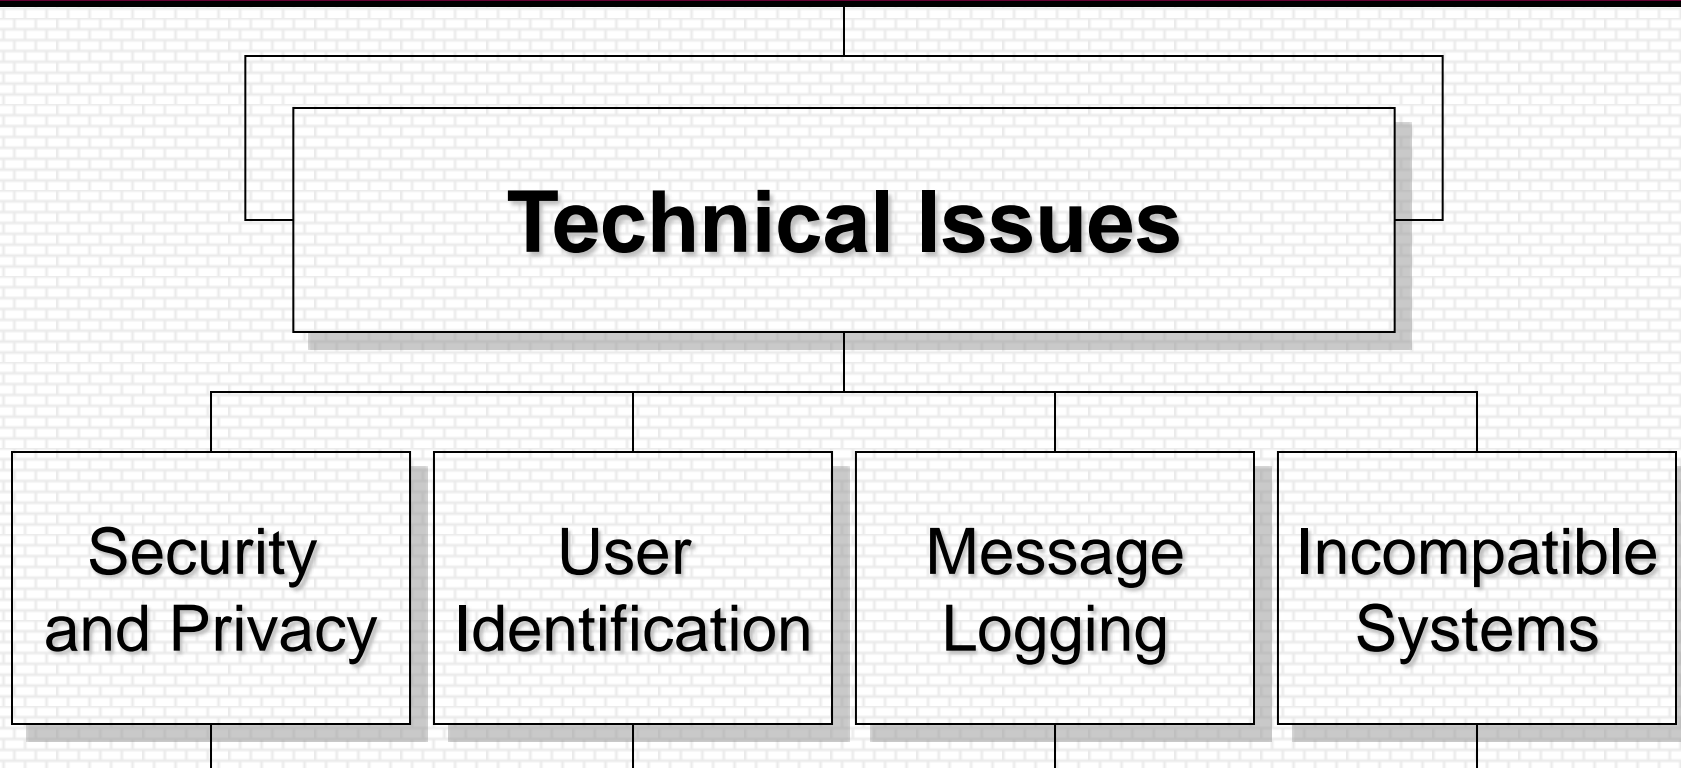 Technical Issues
Security
and Privacy
User
Identification
Message
Logging
Incompatible
Systems